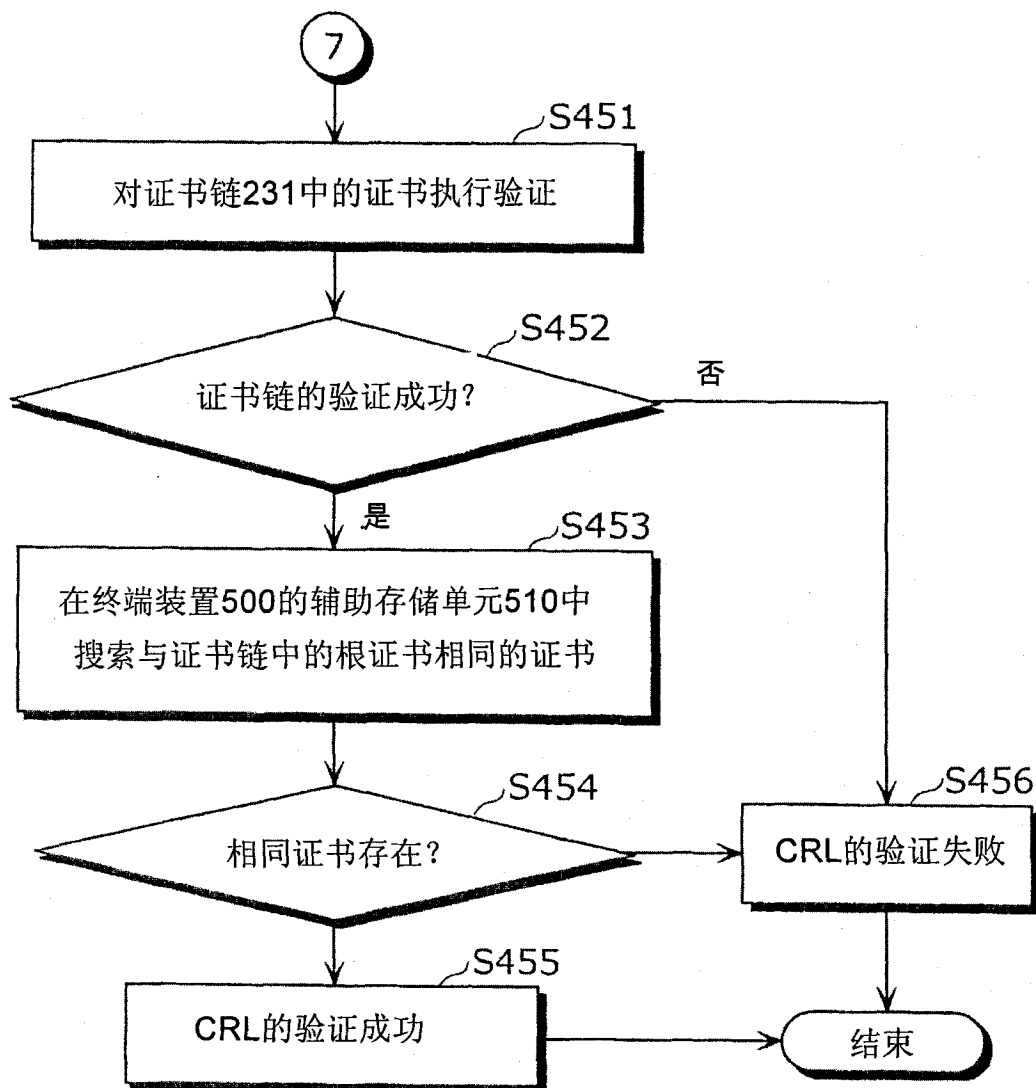 7
S451
对证书链231中的证书执行验证
S452
证书链的验证成功？
否
是
S453
在终端装置500的辅助存储单元510中
搜索与证书链中的根证书相同的证书
S454
相同证书存在？
S456
CRL的验证失败
S455
CRL的验证成功
结束